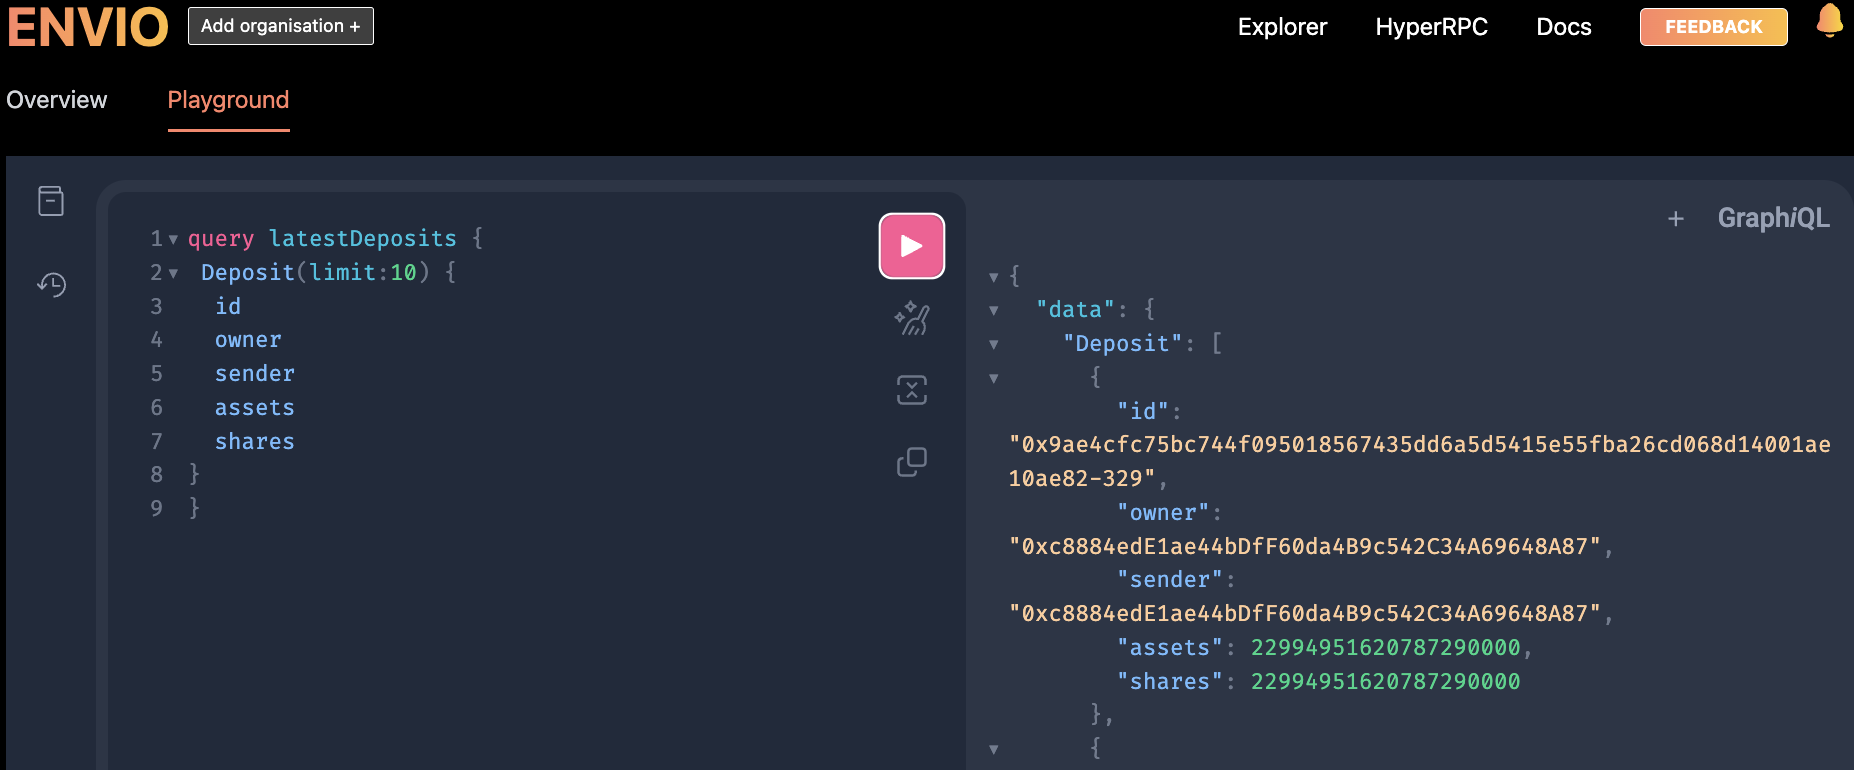 ENVIO Add organisation + Explorer HyperRPC Docs FEEDBACK
Overview Playground
GraphiQL
1 query latestDeposits {
2 Deposit(limit:10) {
3 id
4 owner
5 sender
6 assets
7 shares
8 }
9 }
{
"data": {
"Deposit": [
{
"id":
"0x9ae4cfc75bc744f095018567435dd6a5d5415e55fba26cd068d14001ae
10ae82-329",
"owner":
"0xc8884edE1ae44bDfF60da4B9c542C34A69648A87",
"sender":
"0xc8884edE1ae44bDfF60da4B9c542C34A69648A87",
"assets": 22994951620787290000,
"shares": 22994951620787290000
},
{